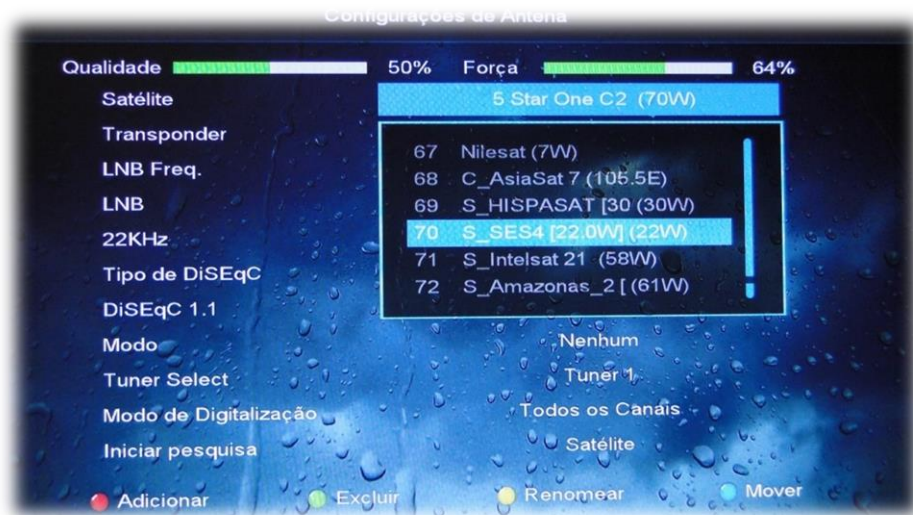 Configurações de Antena
Qualidade 50% Força 64%
Satélite 5 Star One C2 (70W)
Transponder
67 Nilesat (7W)
LNB Freq.
68 C_AsiaSat 7 (105.5E)
LNB
69 S_HISPASAT [30 (30W)
22KHz
70 S_SES4 [22.0W] (22W)
Tipo de DiSEqC
71 S_Intelsat 21 (58W)
DiSEqC 1.1
72 S_Amazonas_2 [ (61W)
Modo Nenhum
Tuner Select Tuner 1
Modo de Digitalização Todos os Canais
Iniciar pesquisa Satélite
Adicionar Excluir Renomear Mover